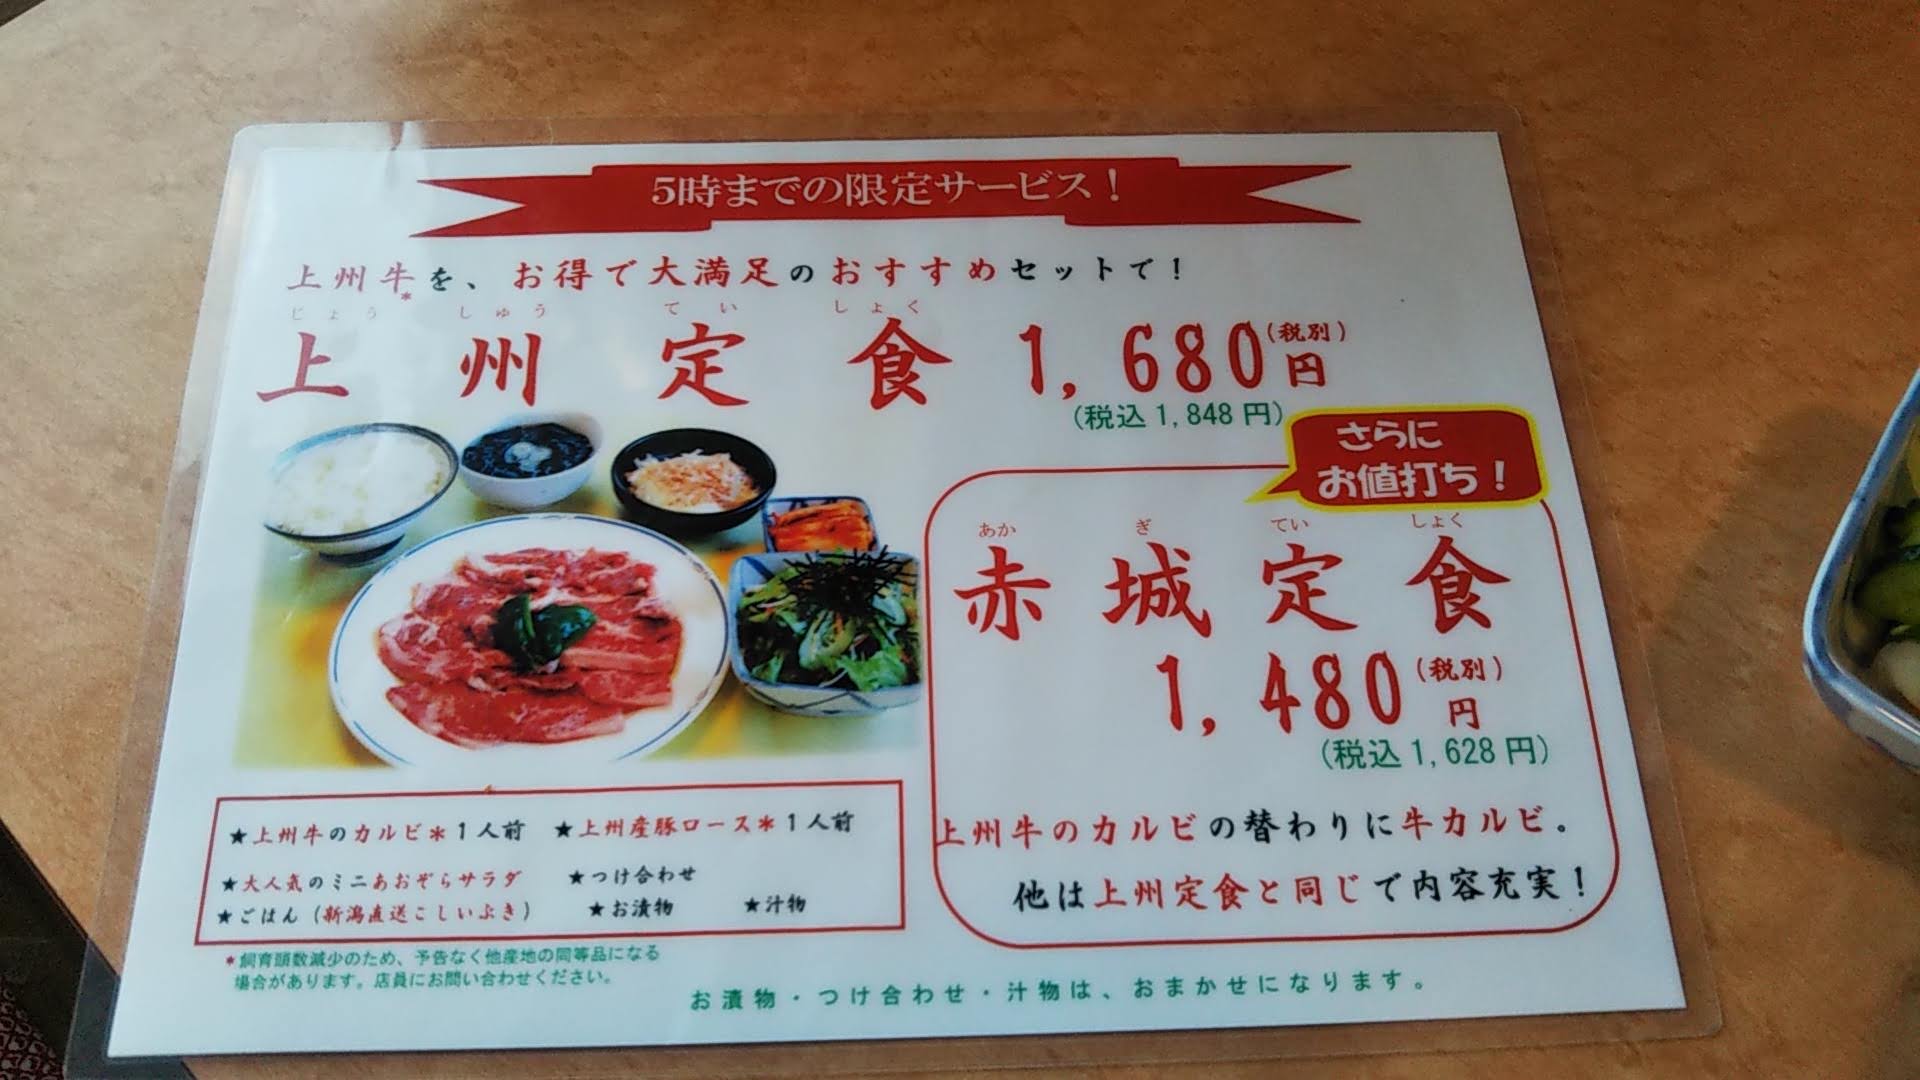 5時までの限定サービス!
上州牛*を、お得で大満足のおすすめセットで!
じょう しゅう てい しょく
上州定食 1,680円(税別)
(税込1,848円)
さらに
お値打ち!
あか ぎ てい しょく
赤城定食
1,480円(税別)
(税込1,628円)
上州牛のカルビの替わりに牛カルビ。
他は上州定食と同じで内容充実!
★上州牛のカルビ*1人前 ★上州産豚ロース*1人前
★大人気のミニあおぞらサラダ ★つけ合わせ
★ごはん(新潟直送こしいぶき) ★お漬物 ★汁物
*飼育頭数減少のため、予告なく他産地の同等品になる
場合があります。店員にお問い合わせください。
お漬物・つけ合わせ・汁物は、おまかせになります。